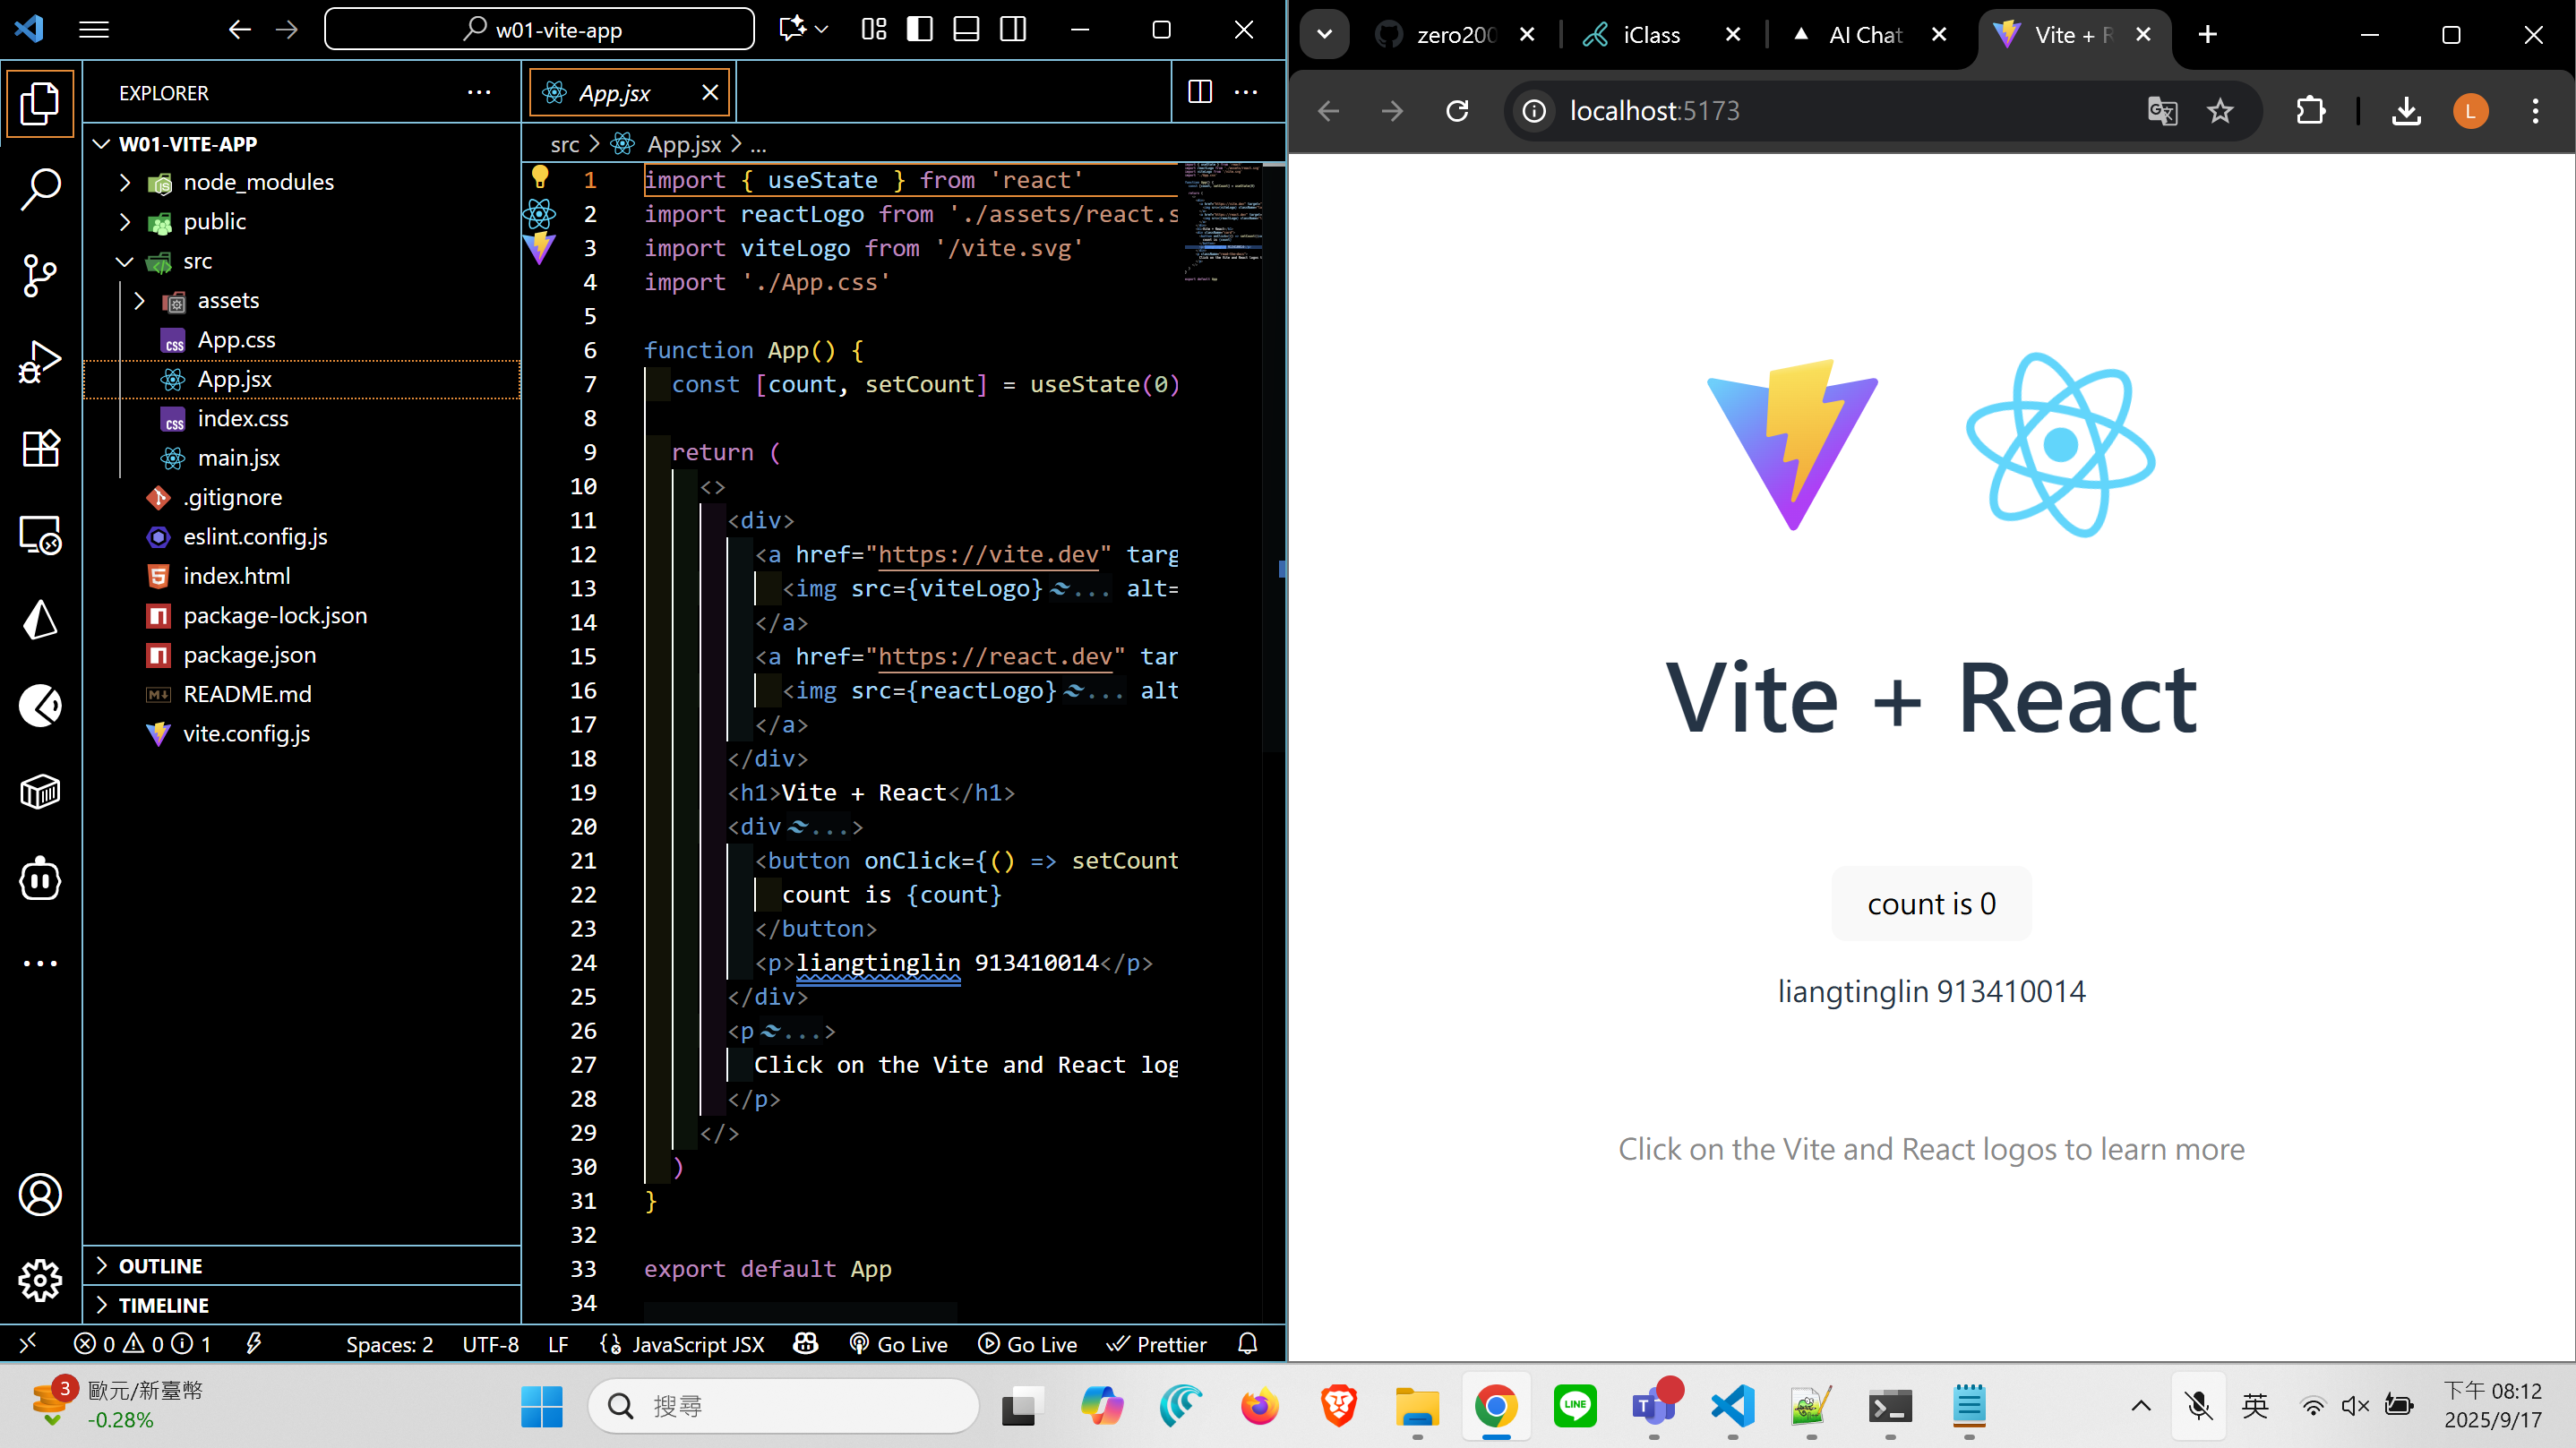 w01-vite-app
EXPLORER
W01-VITE-APP
node_modules
public
src
assets
App.css
App.jsx
index.css
main.jsx
.gitignore
eslint.config.js
index.html
package-lock.json
package.json
README.md
vite.config.js
OUTLINE
TIMELINE
App.jsx
src > App.jsx > ...
1 import { useState } from 'react'
2 import reactLogo from './assets/react.s
3 import viteLogo from '/vite.svg'
4 import './App.css'
5
6 function App() {
7 const [count, setCount] = useState(0)
8
9 return (
10 <>
11 <div>
12 <a href="https://vite.dev" targ
13 <img src={viteLogo} ... alt=
14 </a>
15 <a href="https://react.dev" tar
16 <img src={reactLogo} ... alt
17 </a>
18 </div>
19 <h1>Vite + React</h1>
20 <div ...>
21 <button onClick={() => setCount
22 count is {count}
23 </button>
24 <p>liangtinglin 913410014</p>
25 </div>
26 <p ...>
27 Click on the Vite and React log
28 </p>
29 </>
30 )
31 }
32
33 export default App
34
0 0 1 Spaces: 2 UTF-8 LF JavaScript JSX Go Live Go Live Prettier
zero200 iClass AI Chat Vite + R
localhost:5173
L
Vite + React
count is 0
liangtinglin 913410014
Click on the Vite and React logos to learn more
3
歐元/新臺幣
-0.28%
搜尋
LINE
英
下午 08:12
2025/9/17